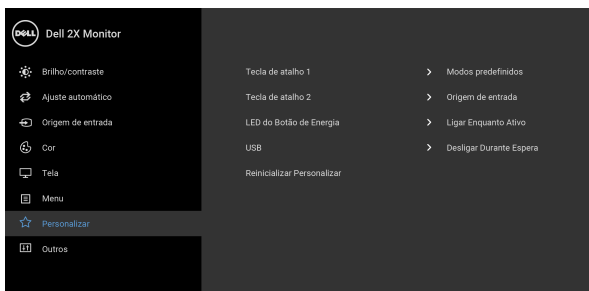 DELL Dell 2X Monitor
Brilho/contraste Tecla de atalho 1 Modos predefinidos
Ajuste automático Tecla de atalho 2 Origem de entrada
Origem de entrada LED do Botão de Energia Ligar Enquanto Ativo
Cor USB Desligar Durante Espera
Tela Reinicializar Personalizar
Menu
Personalizar
Outros